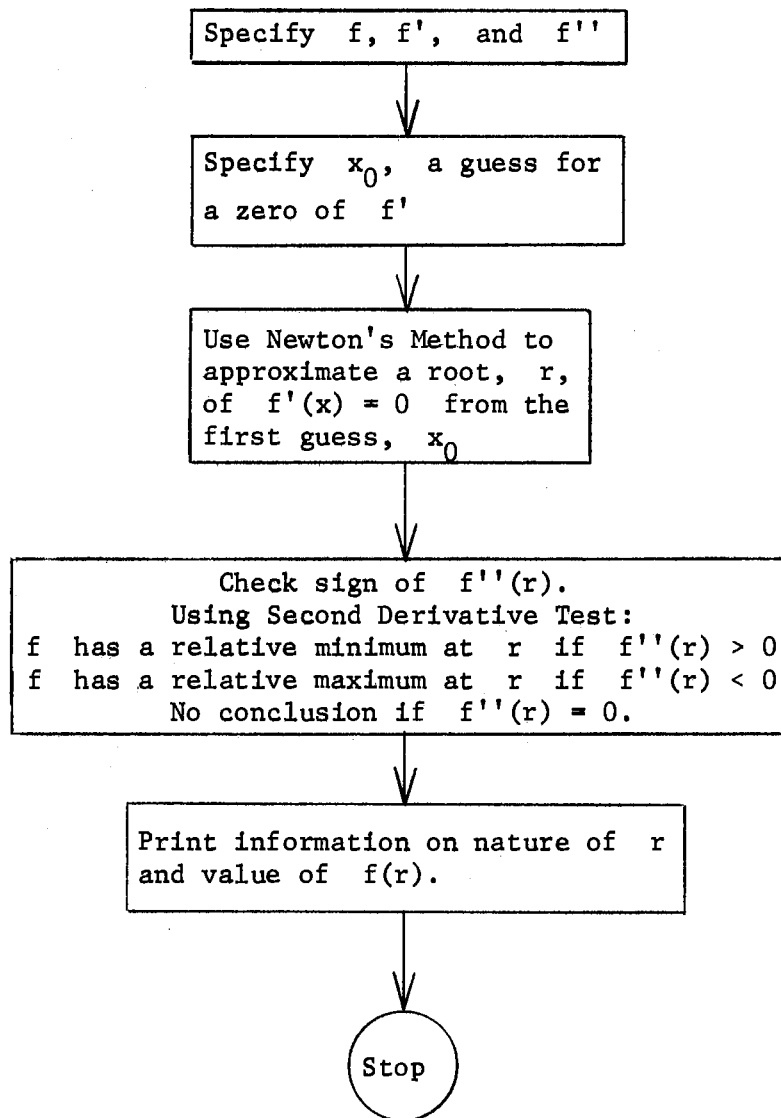 Specify f, f', and f''
Specify x₀, a guess for
a zero of f'
Use Newton's Method to
approximate a root, r,
of f'(x) = 0 from the
first guess, x₀
Check sign of f''(r).
Using Second Derivative Test:
f has a relative minimum at r if f''(r) > 0
f has a relative maximum at r if f''(r) < 0
No conclusion if f''(r) = 0.
Print information on nature of r
and value of f(r).
Stop